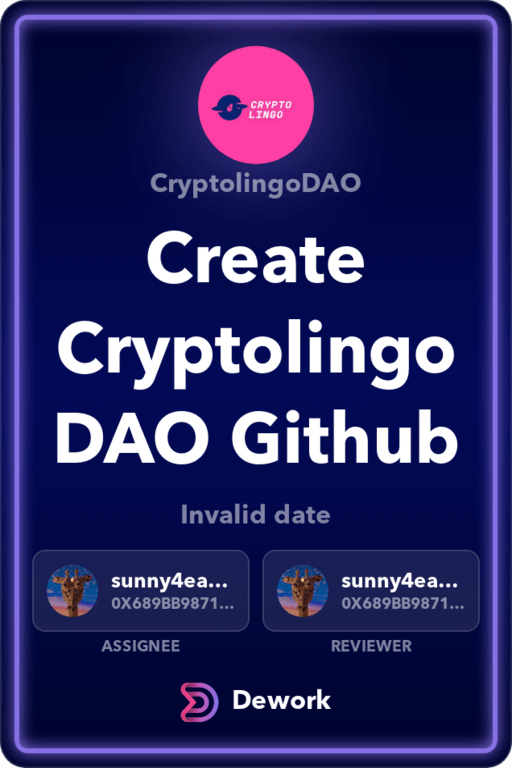 CRYPTO
LINGO
CryptolingoDAO
Create
Cryptolingo
DAO Github
Invalid date
sunny4ea... sunny4ea...
0X689BB9871... 0X689BB9871...
ASSIGNEE REVIEWER
Dework